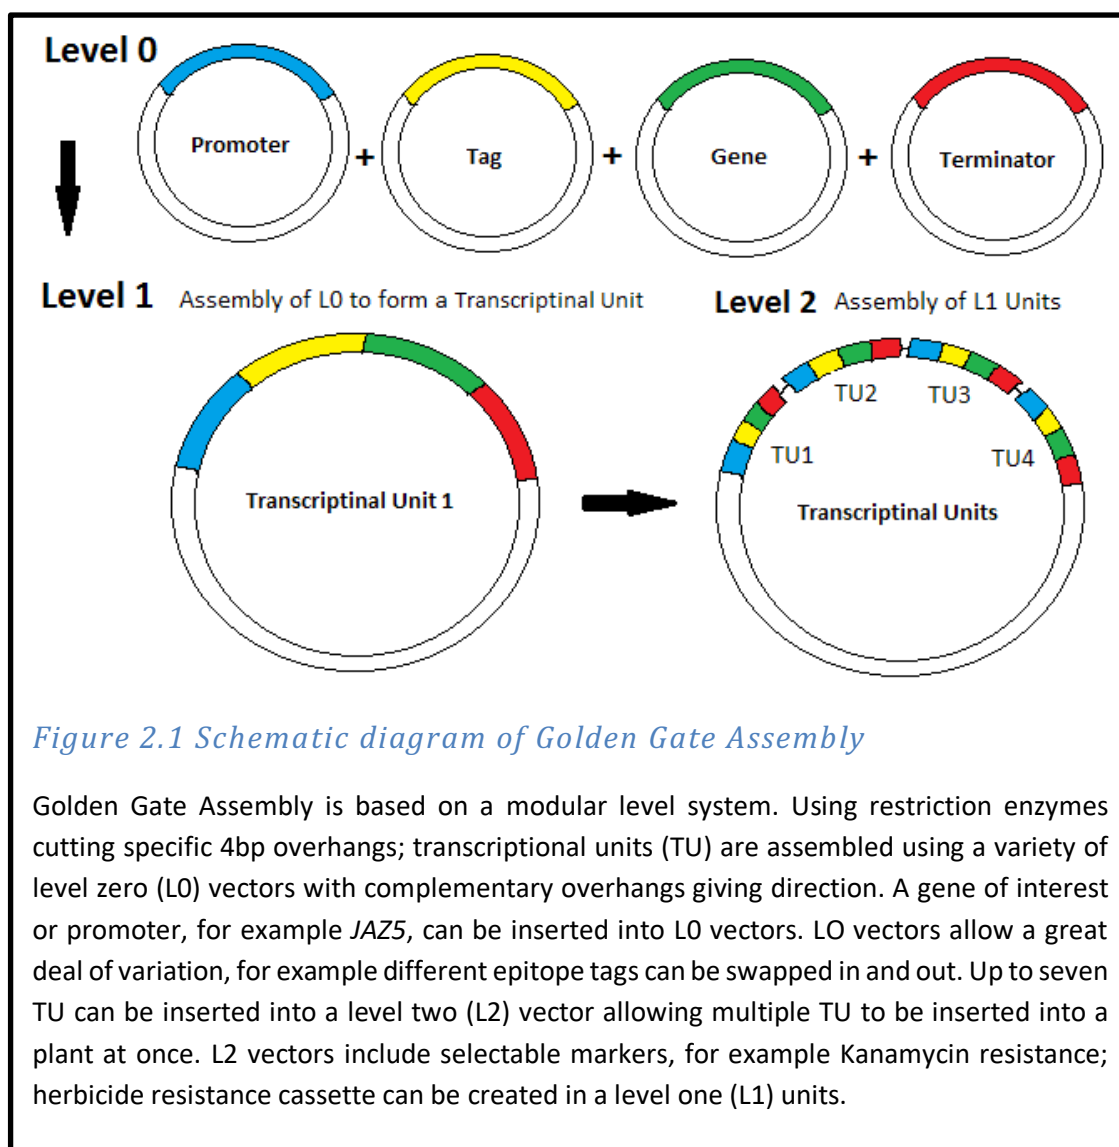 Level 0
Promoter
+
Tag
+
Gene
+
Terminator
Level 1 Assembly of L0 to form a Transcriptinal Unit
Level 2 Assembly of L1 Units
TU1
TU2
TU3
TU4
Transcriptinal Unit 1
Transcriptinal Units
Figure 2.1 Schematic diagram of Golden Gate Assembly
Golden Gate Assembly is based on a modular level system. Using restriction enzymes
cutting specific 4bp overhangs; transcriptional units (TU) are assembled using a variety of
level zero (L0) vectors with complementary overhangs giving direction. A gene of interest
or promoter, for example JAZ5, can be inserted into L0 vectors. LO vectors allow a great
deal of variation, for example different epitope tags can be swapped in and out. Up to seven
TU can be inserted into a level two (L2) vector allowing multiple TU to be inserted into a
plant at once. L2 vectors include selectable markers, for example Kanamycin resistance;
herbicide resistance cassette can be created in a level one (L1) units.